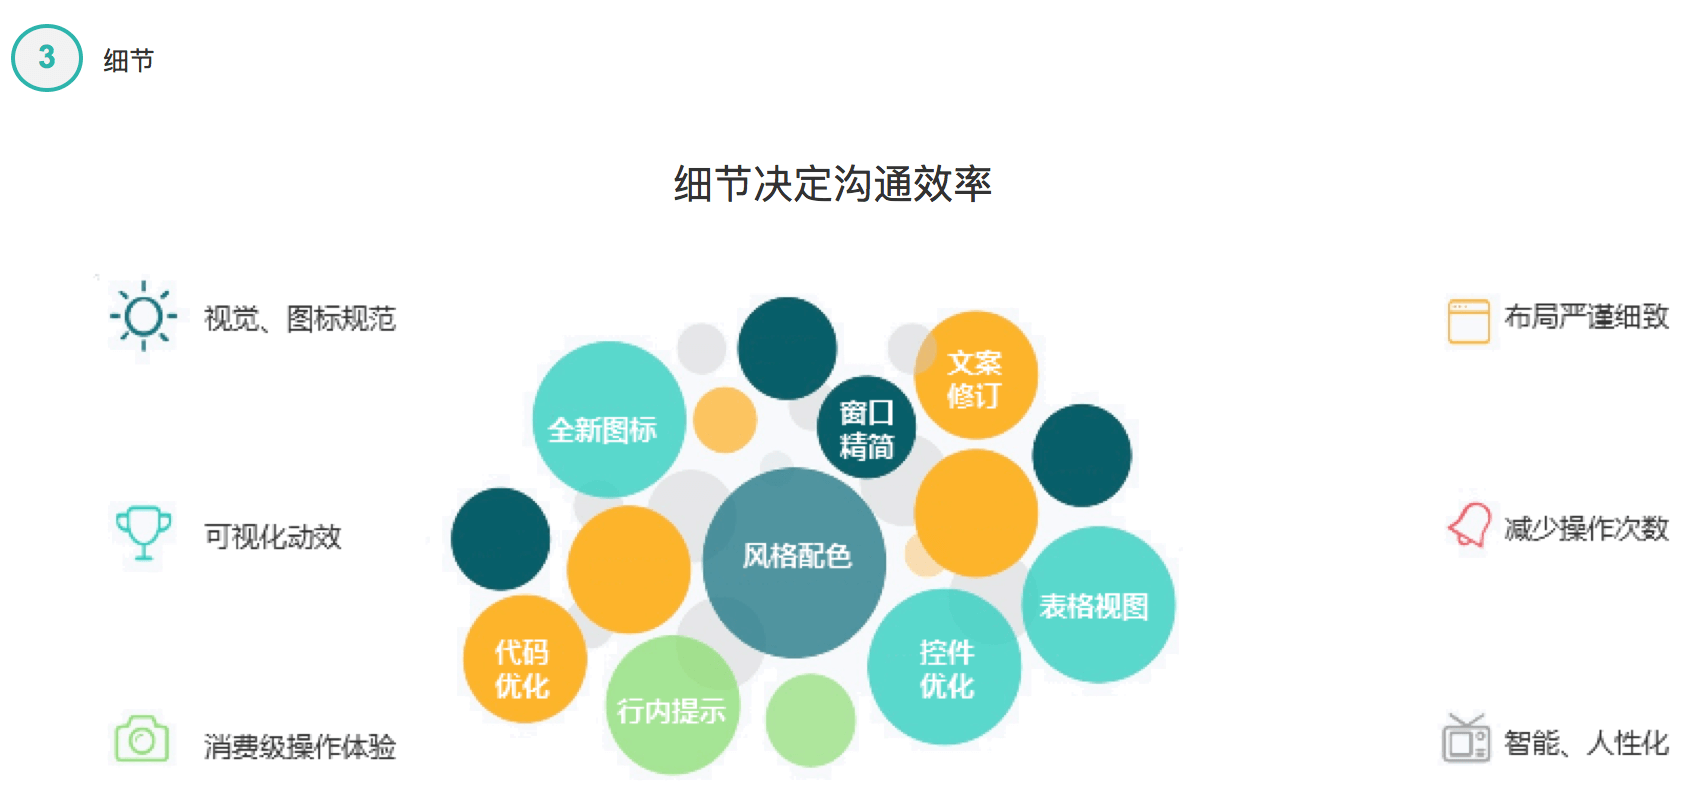 3
细节
细节决定沟通效率
视觉、图标规范
可视化动效
消费级操作体验
全新图标
窗口
精简
文案
修订
风格配色
表格视图
代码
优化
行内提示
控件
优化
布局严谨细致
减少操作次数
智能、人性化